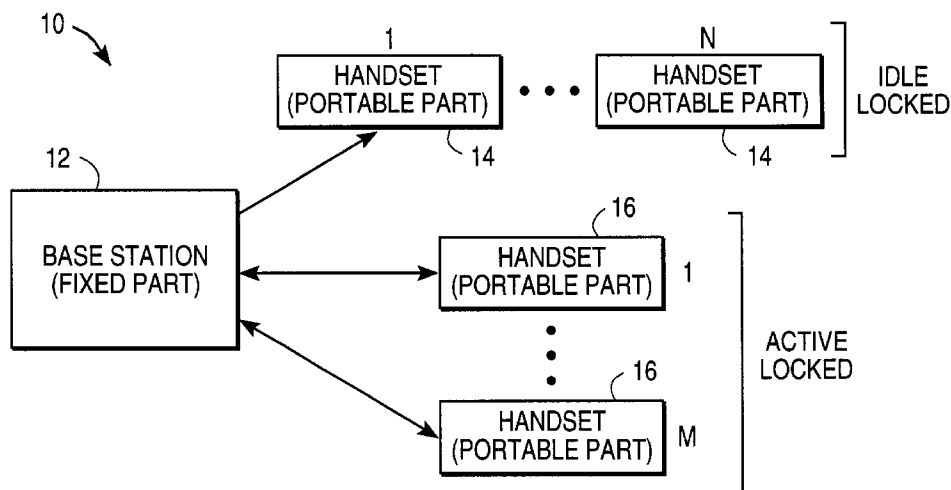 10
1
N
HANDSET
(PORTABLE PART)
HANDSET
(PORTABLE PART)
IDLE
LOCKED
14
14
12
BASE STATION
(FIXED PART)
16
HANDSET
(PORTABLE PART)
1
16
HANDSET
(PORTABLE PART)
M
ACTIVE
LOCKED